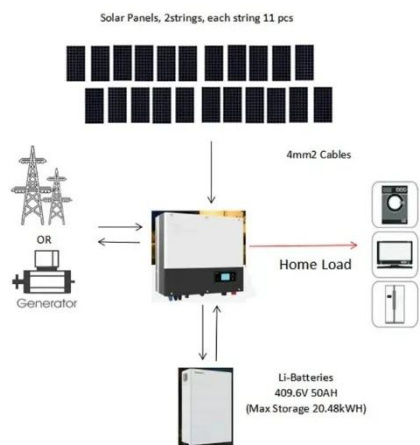 Solar Panels, 2strings, each string 11 pcs
4mm2 Cables
OR
Generator
Home Load
Li-Batteries
409.6V 50AH
(Max Storage 20.48kWH)